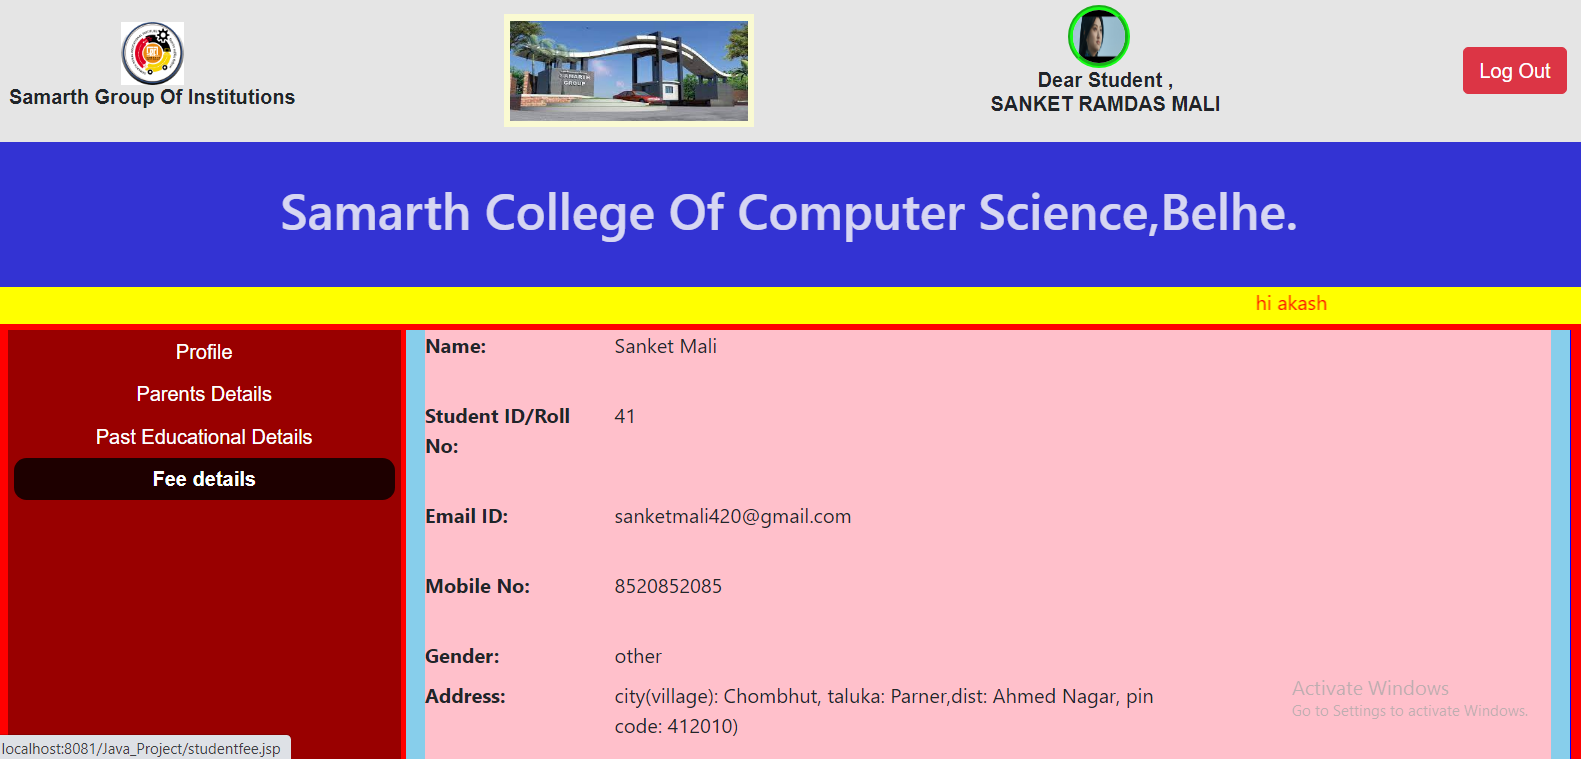 Samarth Group Of Institutions
SAMARTH
GROUP
Dear Student ,
SANKET RAMDAS MALI
Log Out
Samarth College Of Computer Science,Belhe.
hi akash
Profile
Parents Details
Past Educational Details
Fee details
Name: Sanket Mali
Student ID/Roll 41
No:
Email ID: sanketmali420@gmail.com
Mobile No: 8520852085
Gender: other
Address: city(village): Chombhut, taluka: Parner,dist: Ahmed Nagar, pin
code: 412010)
Activate Windows
Go to Settings to activate Windows.
localhost:8081/Java_Project/studentfee.jsp